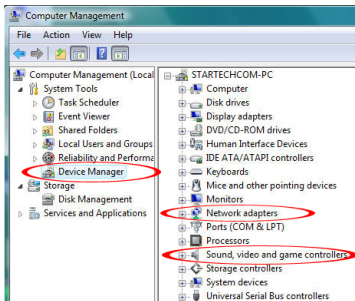 Computer Management
File Action View Help
Computer Management (Local
System Tools
Task Scheduler
Event Viewer
Shared Folders
Local Users and Groups
Reliability and Performa
Device Manager
Storage
Disk Management
Services and Applications
STARTECHCOM-PC
Computer
Disk drives
Display adapters
DVD/CD-ROM drives
Human Interface Devices
IDE ATA/ATAPI controllers
Keyboards
Mice and other pointing devices
Monitors
Network adapters
Ports (COM & LPT)
Processors
Sound, video and game controllers
Storage controllers
System devices
Universal Serial Bus controllers